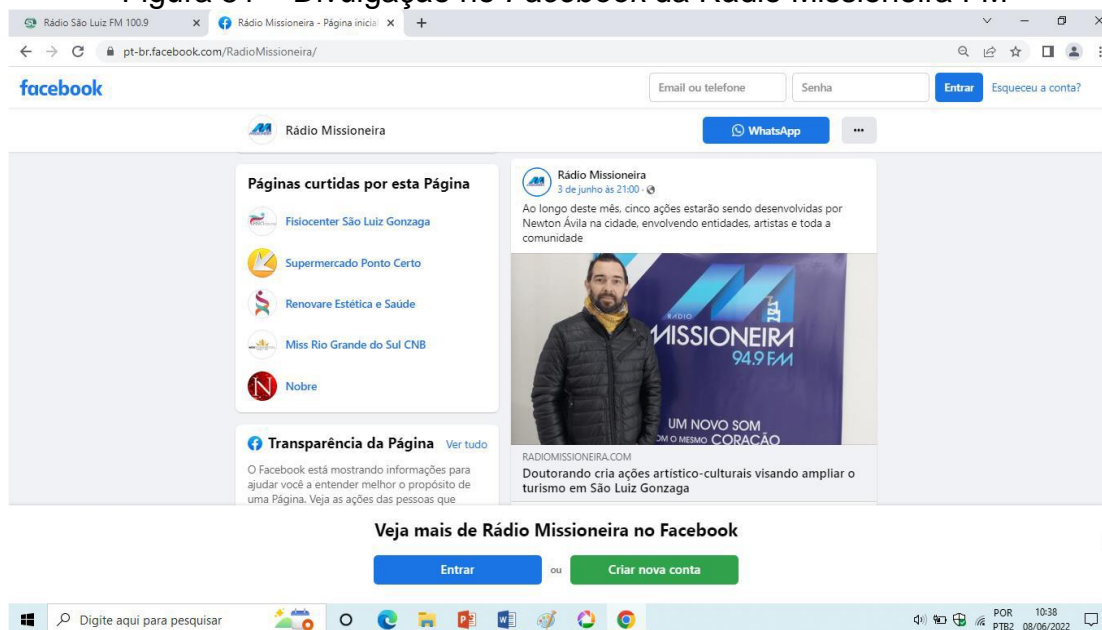 Figura 31 – Divulgação no Facebook da Rádio Missioneira FM
Rádio São Luiz FM 100.9
Rádio Missioneira - Página inicia
pt-br.facebook.com/RadioMissioneira/
facebook
Email ou telefone
Senha
Entrar
Esqueceu a conta?
Rádio Missioneira
WhatsApp
Páginas curtidas por esta Página
Fisiocenter São Luiz Gonzaga
Supermercado Ponto Certo
Renovare Estética e Saúde
Miss Rio Grande do Sul CNB
Nobre
Transparência da Página Ver tudo
O Facebook está mostrando informações para
ajudar você a entender melhor o propósito de
uma Página. Veja as ações das pessoas que
Rádio Missioneira
3 de junho às 21:00
Ao longo deste mês, cinco ações estarão sendo desenvolvidas por
Newton Ávila na cidade, envolvendo entidades, artistas e toda a
comunidade
RÁDIO
MISSIONEIRA
94.9 FM
UM NOVO SOM
COM O MESMO CORAÇÃO
RADIOMISSIONEIRA.COM
Doutorando cria ações artístico-culturais visando ampliar o
turismo em São Luiz Gonzaga
Veja mais de Rádio Missioneira no Facebook
Entrar ou Criar nova conta
Digite aqui para pesquisar
POR 10:38
PTB2 08/06/2022